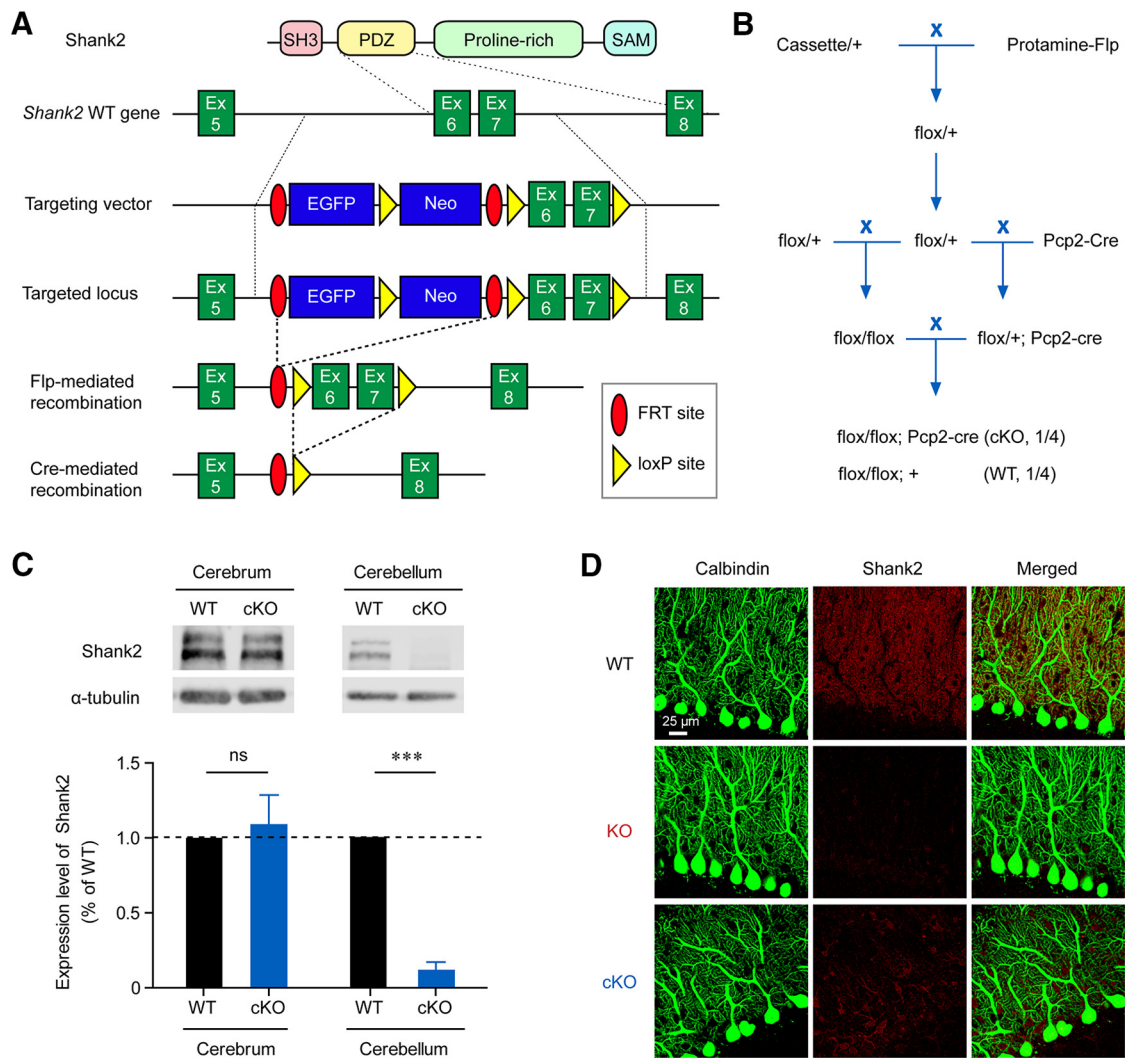 A
Shank2
SH3
PDZ
Proline-rich
SAM
Shank2 WT gene
Ex
5
Ex
6
Ex
7
Ex
8
Targeting vector
EGFP
Neo
Ex
6
Ex
7
Targeted locus
Ex
5
EGFP
Neo
Ex
6
Ex
7
Ex
8
Flp-mediated
recombination
Ex
5
Ex
6
Ex
7
Ex
8
Cre-mediated
recombination
Ex
5
Ex
8
FRT site
loxP site
B
Cassette/+
X
Protamine-Flp
flox/+
flox/+
X
flox/+
X
Pcp2-Cre
flox/flox
X
flox/+; Pcp2-cre
flox/flox; Pcp2-cre (cKO, 1/4)
flox/flox; + (WT, 1/4)
C
Cerebrum
Cerebellum
WT cKO
WT cKO
Shank2
α-tubulin
Expression level of Shank2
(% of WT)
1.5
1.0
0.5
0
ns
***
WT
cKO
WT
cKO
Cerebrum
Cerebellum
D
Calbindin
Shank2
Merged
WT
25 µm
KO
cKO